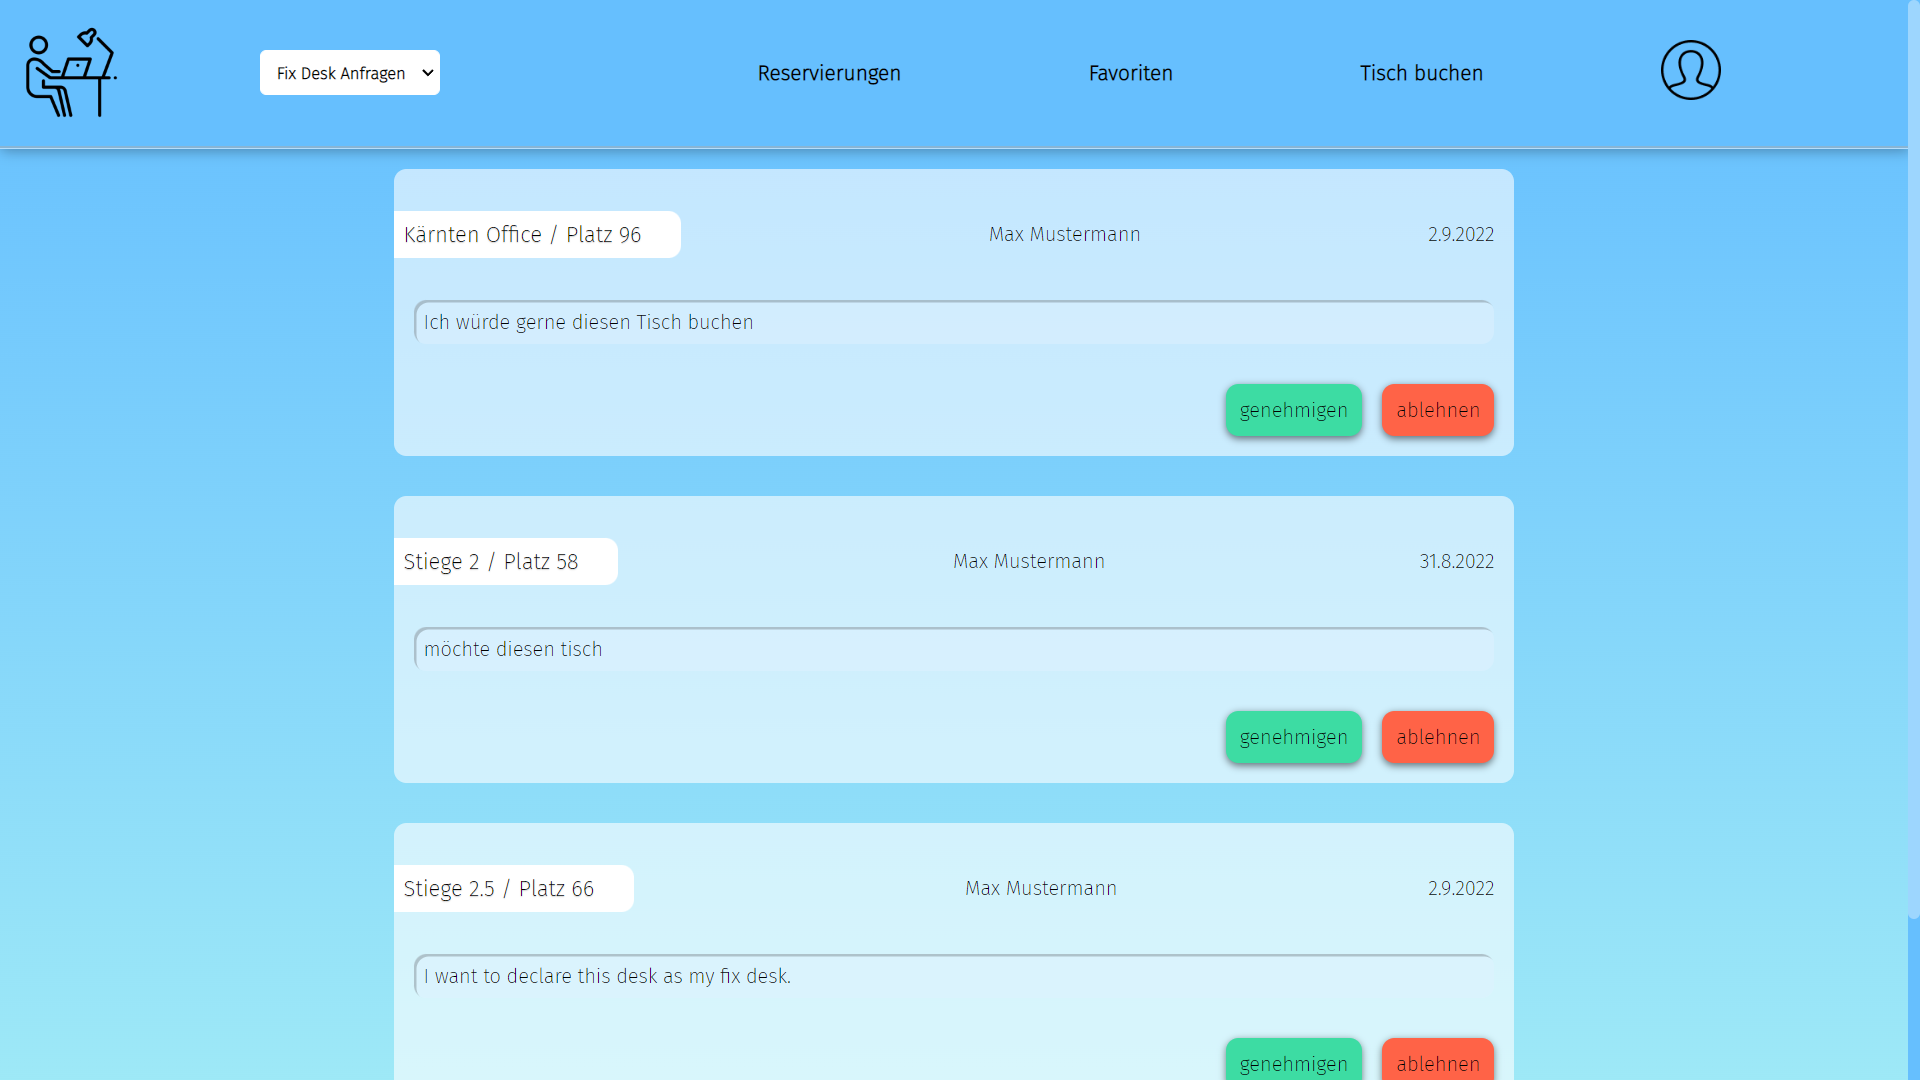 Fix Desk Anfragen
Reservierungen
Favoriten
Tisch buchen
Kärnten Office / Platz 96
Max Mustermann
2.9.2022
Ich würde gerne diesen Tisch buchen
genehmigen
ablehnen
Stiege 2 / Platz 58
Max Mustermann
31.8.2022
möchte diesen tisch
genehmigen
ablehnen
Stiege 2.5 / Platz 66
Max Mustermann
2.9.2022
I want to declare this desk as my fix desk.
genehmigen
ablehnen